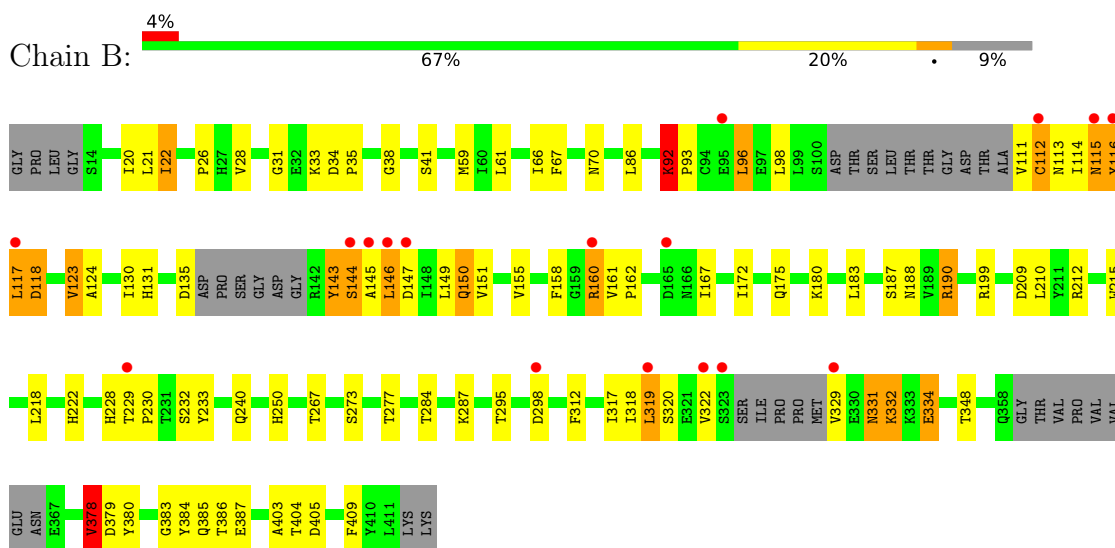 4%
Chain B:
67% 20% • 9%
GLY PRO LEU GLY S14 I20 L21 I22 P26 H27 V28 G31 E32 K33 D34 P35 G38 S41 M59 I60 L61 I66 F67 N70 L86 K92 P93 C94 E95 L96 E97 L98 L99 S100 ASP THR SER LEU THR THR GLY ASP THR ALA V111 C112 N113 I114 N115 Y116
L117 D118 V123 A124 I130 H131 D135 ASP PRO SER GLY ASP GLY R142 Y143 S144 A145 L146 D147 I148 L149 Q150 V151 V155 F158 G159 R160 V161 P162 D165 N166 I167 I172 Q175 K180 L183 S187 N188 V189 R190 R199 D209 L210 Y211 R212 W215
L218 H222 H228 T229 P230 T231 S232 Y233 Q240 H250 T267 S273 T277 T284 K287 T295 D298 F312 I317 I318 L319 S320 E321 V322 S323 SER ILE PRO PRO MET V329 E330 N331 K332 K333 E334 T348 Q358 GLY THR VAL PRO VAL VAL
GLU ASN E367 V378 D379 Y380 G383 Y384 Q385 T386 E387 A403 T404 D405 F409 Y410 L411 LYS LYS